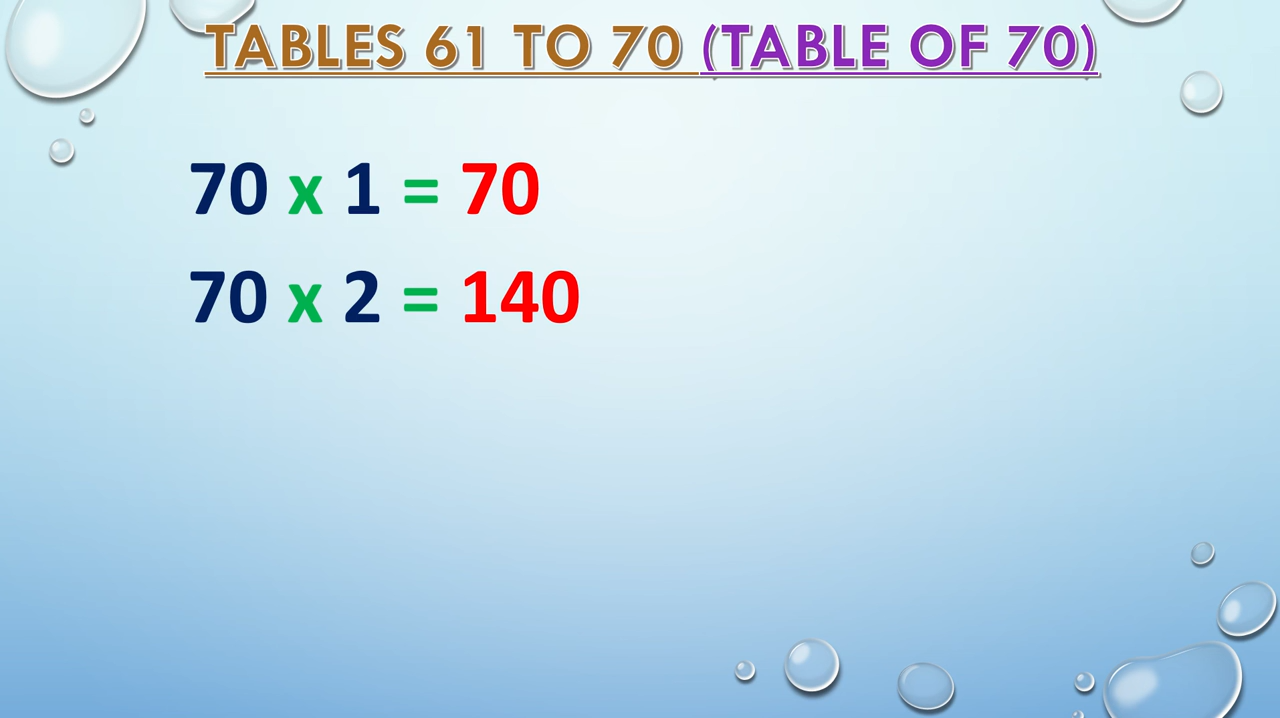 TABLES 61 TO 70 (TABLE OF 70)
70 x 1 = 70
70 x 2 = 140